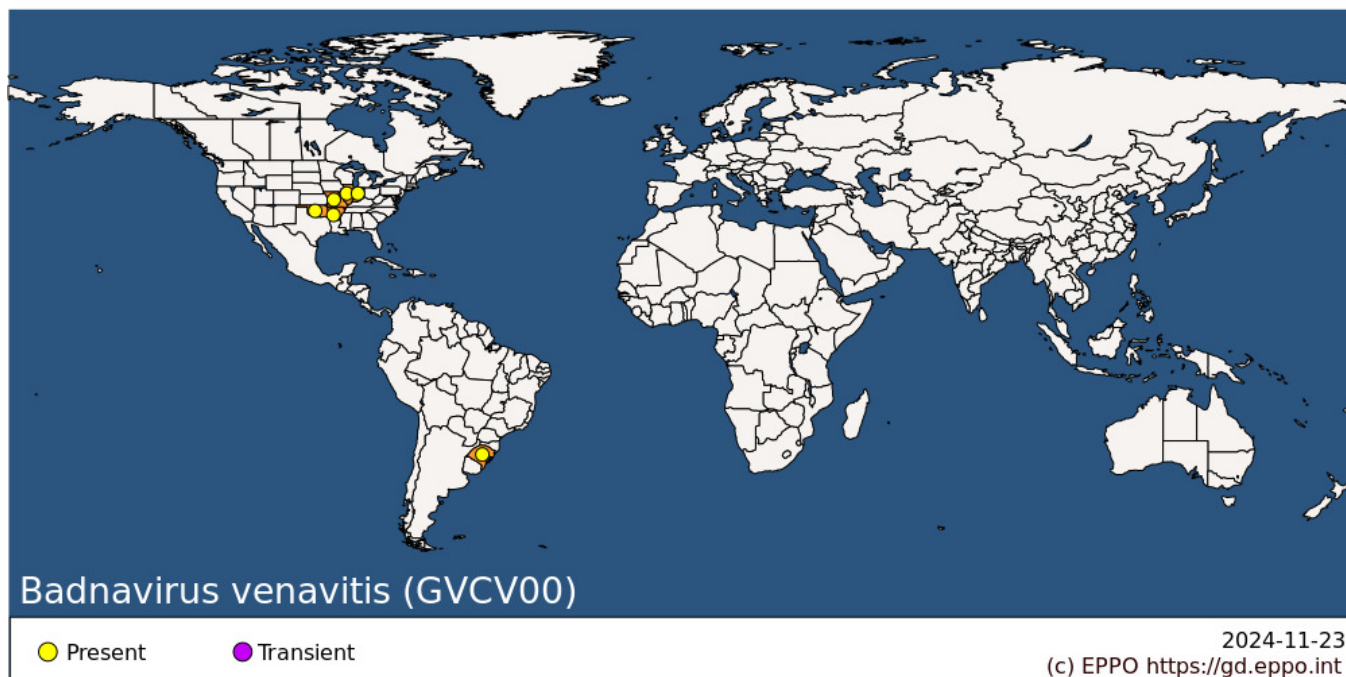 Badnavirus venavitis (GVCV00)
Present
Transient
2024-11-23
(c) EPPO https://gd.eppo.int